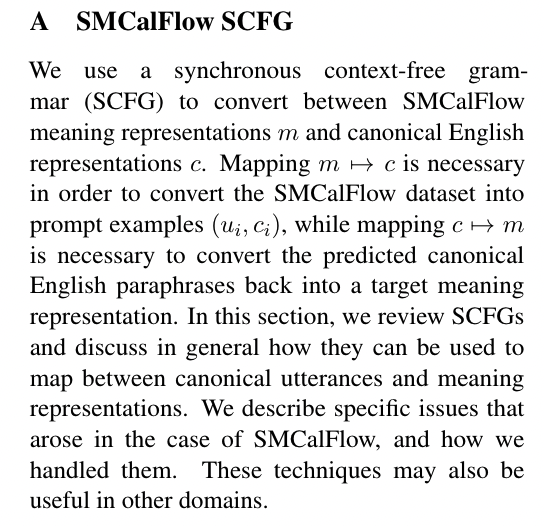 A SMCalFlow SCFG
We use a synchronous context-free gram-
mar (SCFG) to convert between SMCalFlow
meaning representations m and canonical English
representations c. Mapping m ↦ c is necessary
in order to convert the SMCalFlow dataset into
prompt examples (uᵢ, cᵢ), while mapping c ↦ m
is necessary to convert the predicted canonical
English paraphrases back into a target meaning
representation. In this section, we review SCFGs
and discuss in general how they can be used to
map between canonical utterances and meaning
representations. We describe specific issues that
arose in the case of SMCalFlow, and how we
handled them. These techniques may also be
useful in other domains.